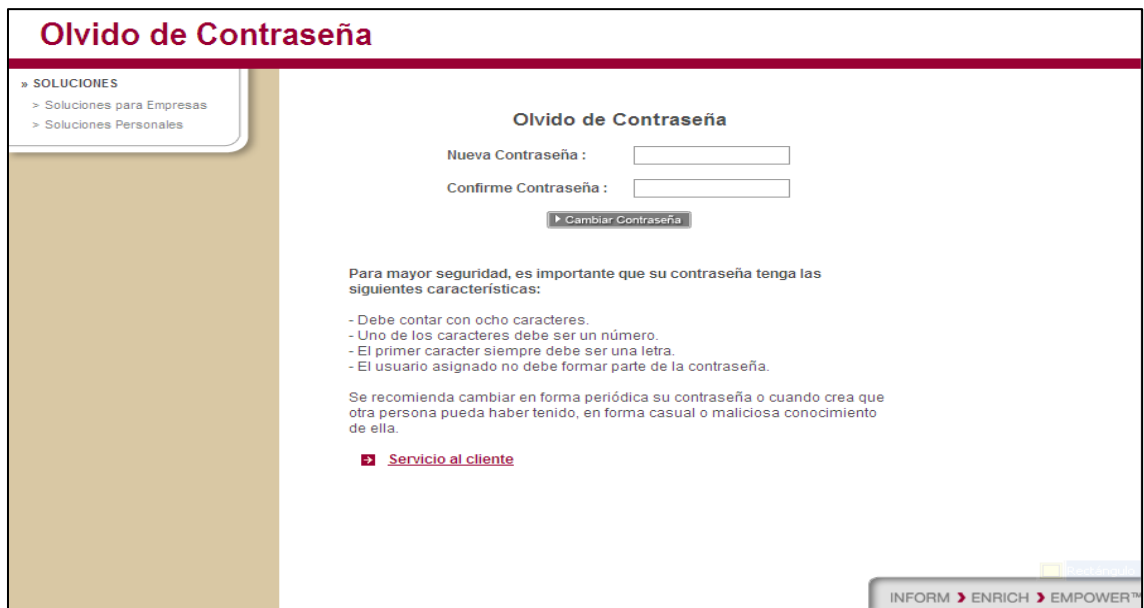 Olvido de Contraseña
» SOLUCIONES
> Soluciones para Empresas
> Soluciones Personales
Olvido de Contraseña
Nueva Contraseña :
Confirme Contraseña :
Cambiar Contraseña
Para mayor seguridad, es importante que su contraseña tenga las
siguientes características:
- Debe contar con ocho caracteres.
- Uno de los caracteres debe ser un número.
- El primer caracter siempre debe ser una letra.
- El usuario asignado no debe formar parte de la contraseña.
Se recomienda cambiar en forma periódica su contraseña o cuando crea que
otra persona pueda haber tenido, en forma casual o maliciosa conocimiento
de ella.
Servicio al cliente
Rectángulo
INFORM > ENRICH > EMPOWER™